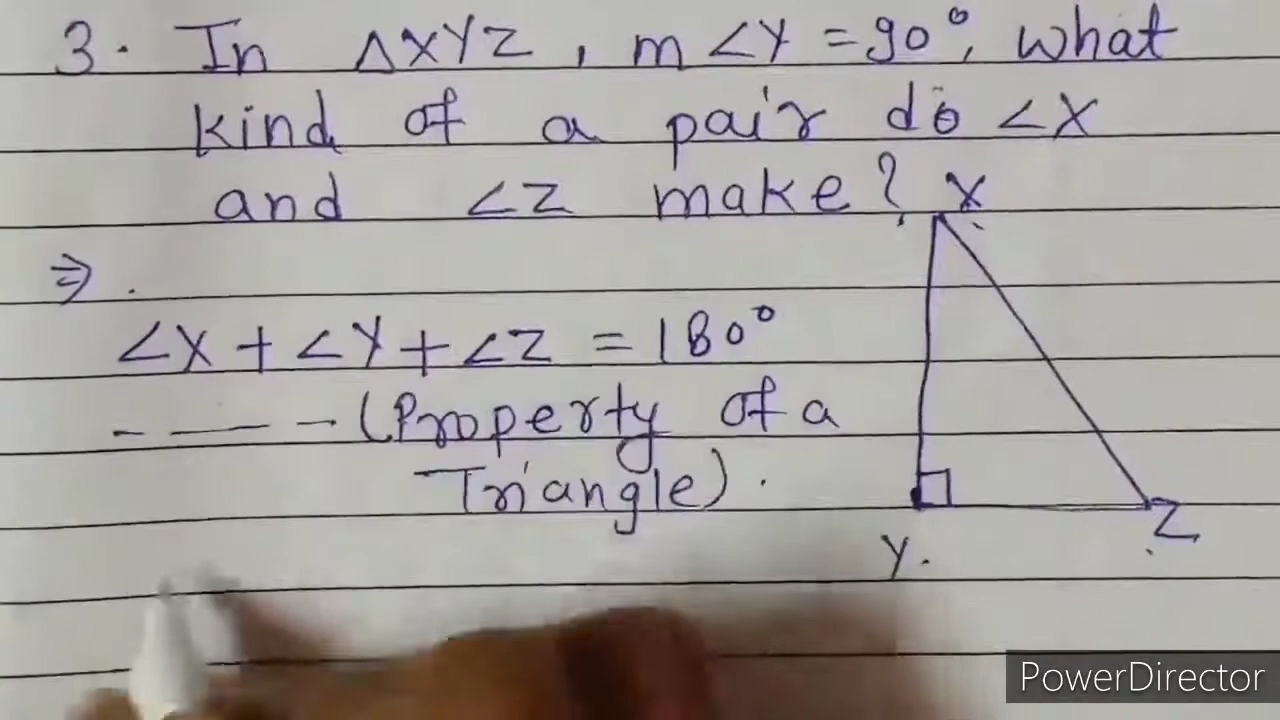 3. In ΔXYZ, m∠Y = 90°, what
kind of a pair do ∠X
and ∠Z make?
X
⇒.
∠X + ∠Y + ∠Z = 180°
- — - (Property of a
Triangle).
Y.
Z
PowerDirector